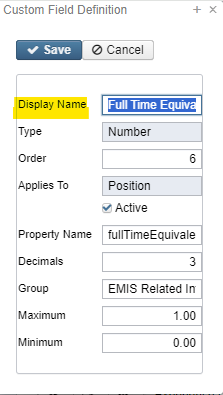 Custom Field Definition + ×
Save Cancel
Display Name Full Time Equiva
Type Number
Order 6
Applies To Position
Active
Property Name fullTimeEquivale
Decimals 3
Group EMIS Related In
Maximum 1.00
Minimum 0.00